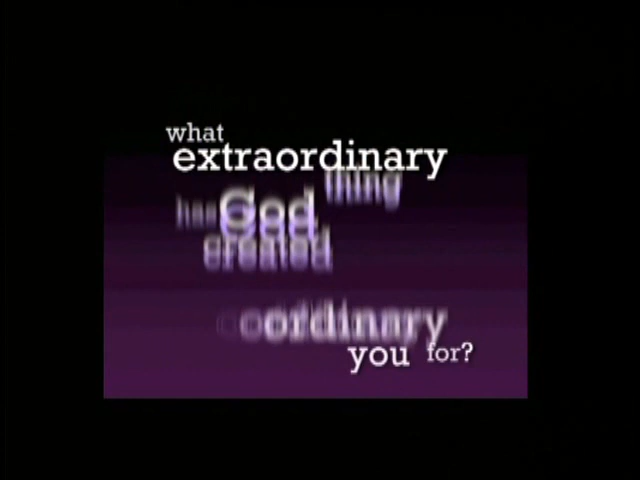 what
extraordinary
thing
has God
created
ordinary
you for?